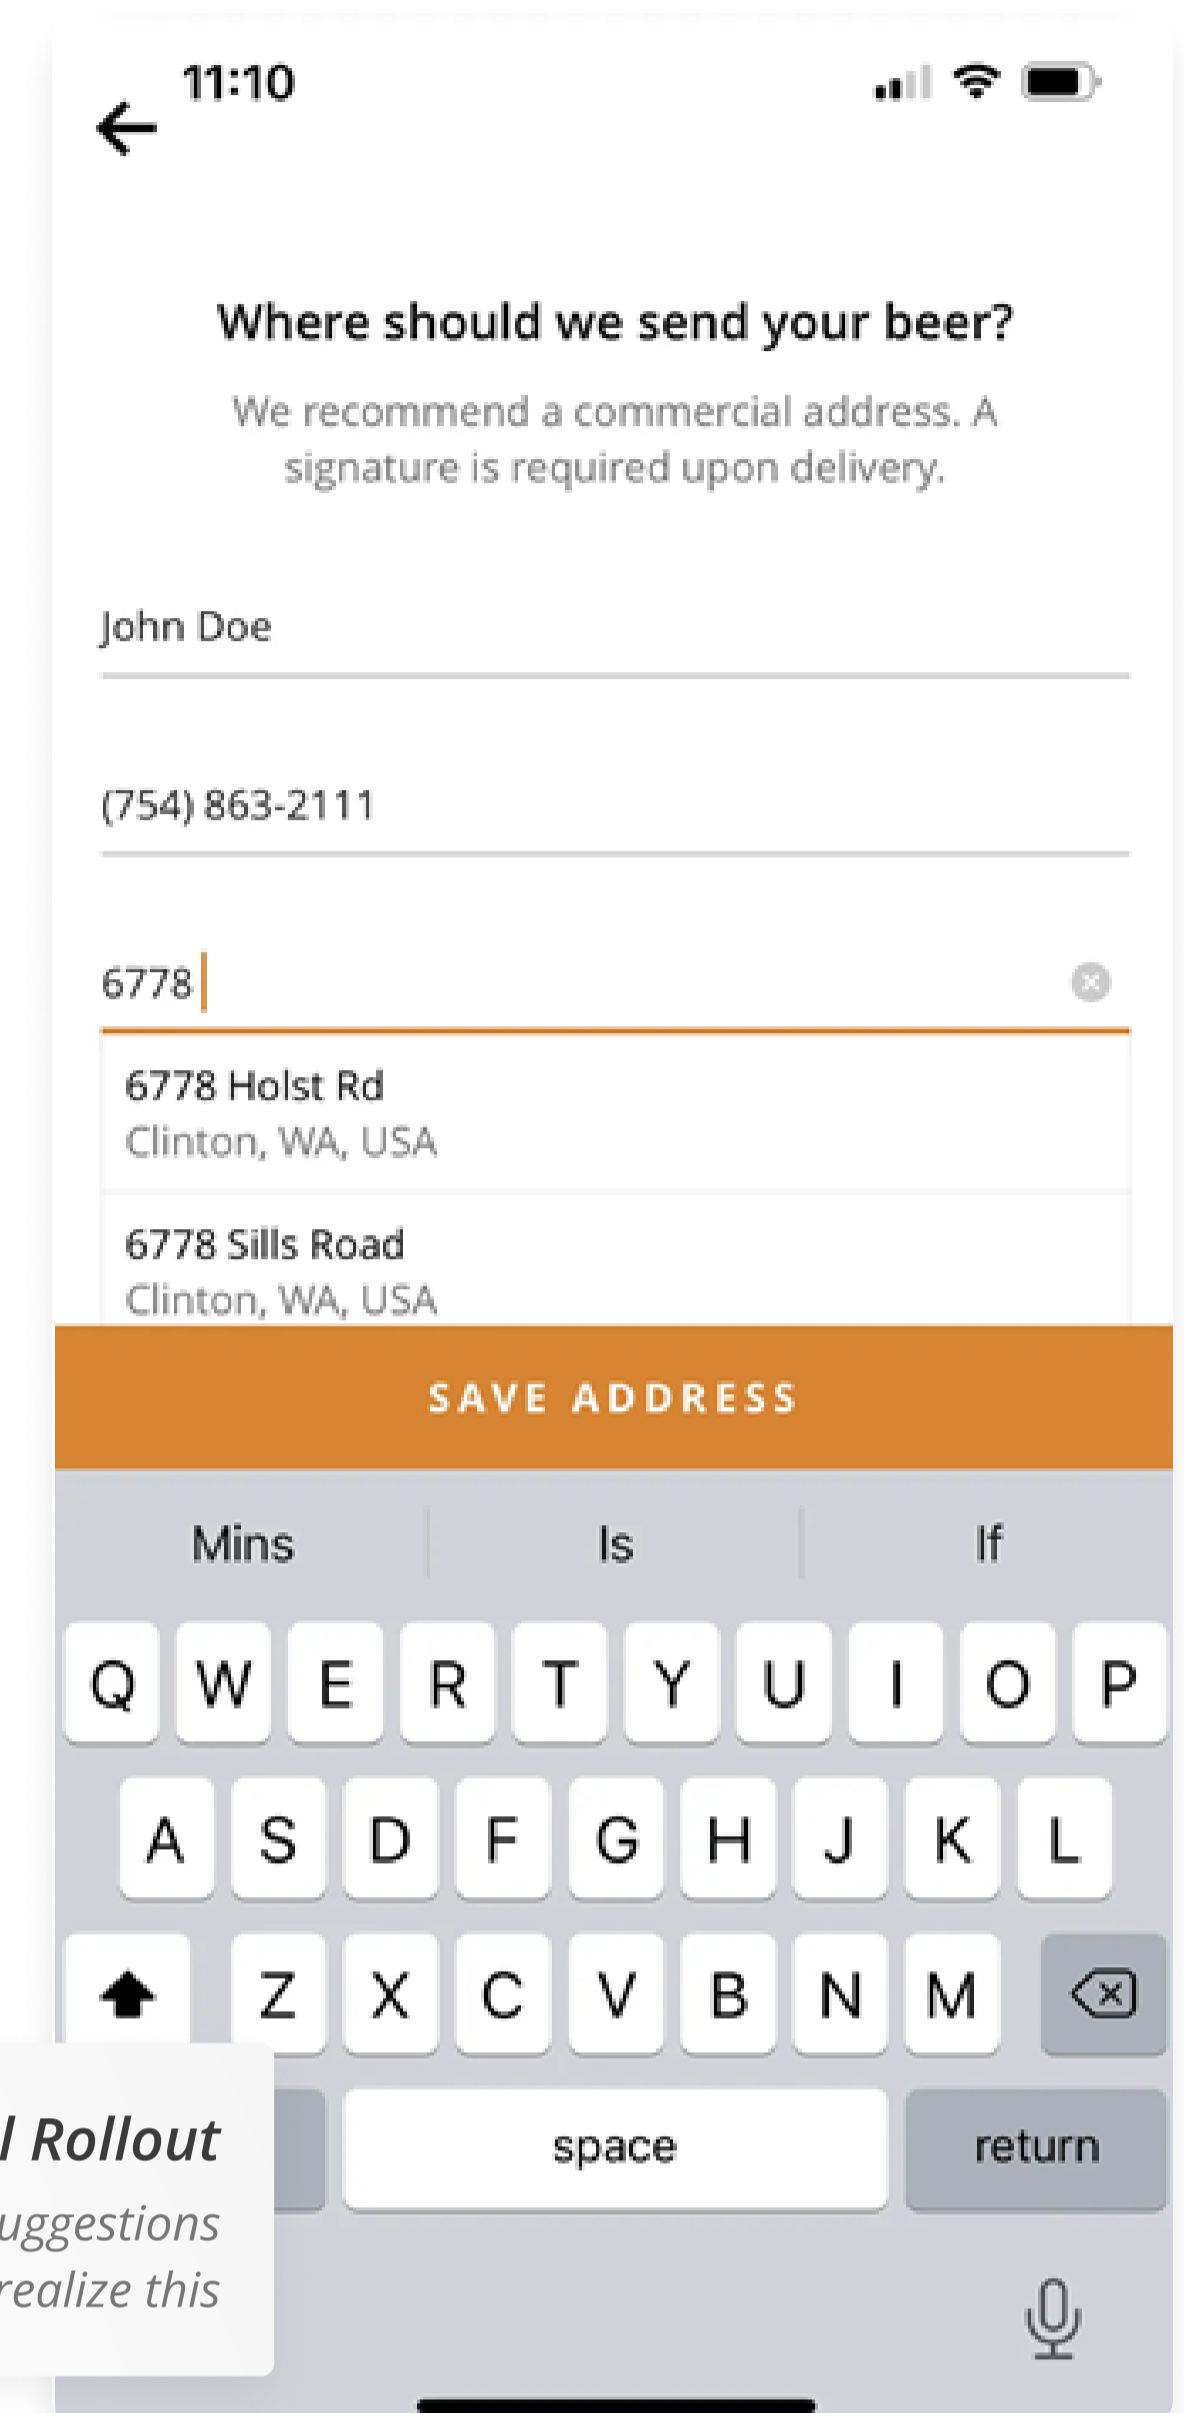 11:10
Where should we send your beer?
We recommend a commercial address. A
signature is required upon delivery.
John Doe
(754) 863-2111
6778
6778 Holst Rd
Clinton, WA, USA
6778 Sills Road
Clinton, WA, USA
SAVE ADDRESS
Mins Is If
Q W E R T Y U I O P
A S D F G H J K L
Z X C V B N M
space return
Rollout
realize this